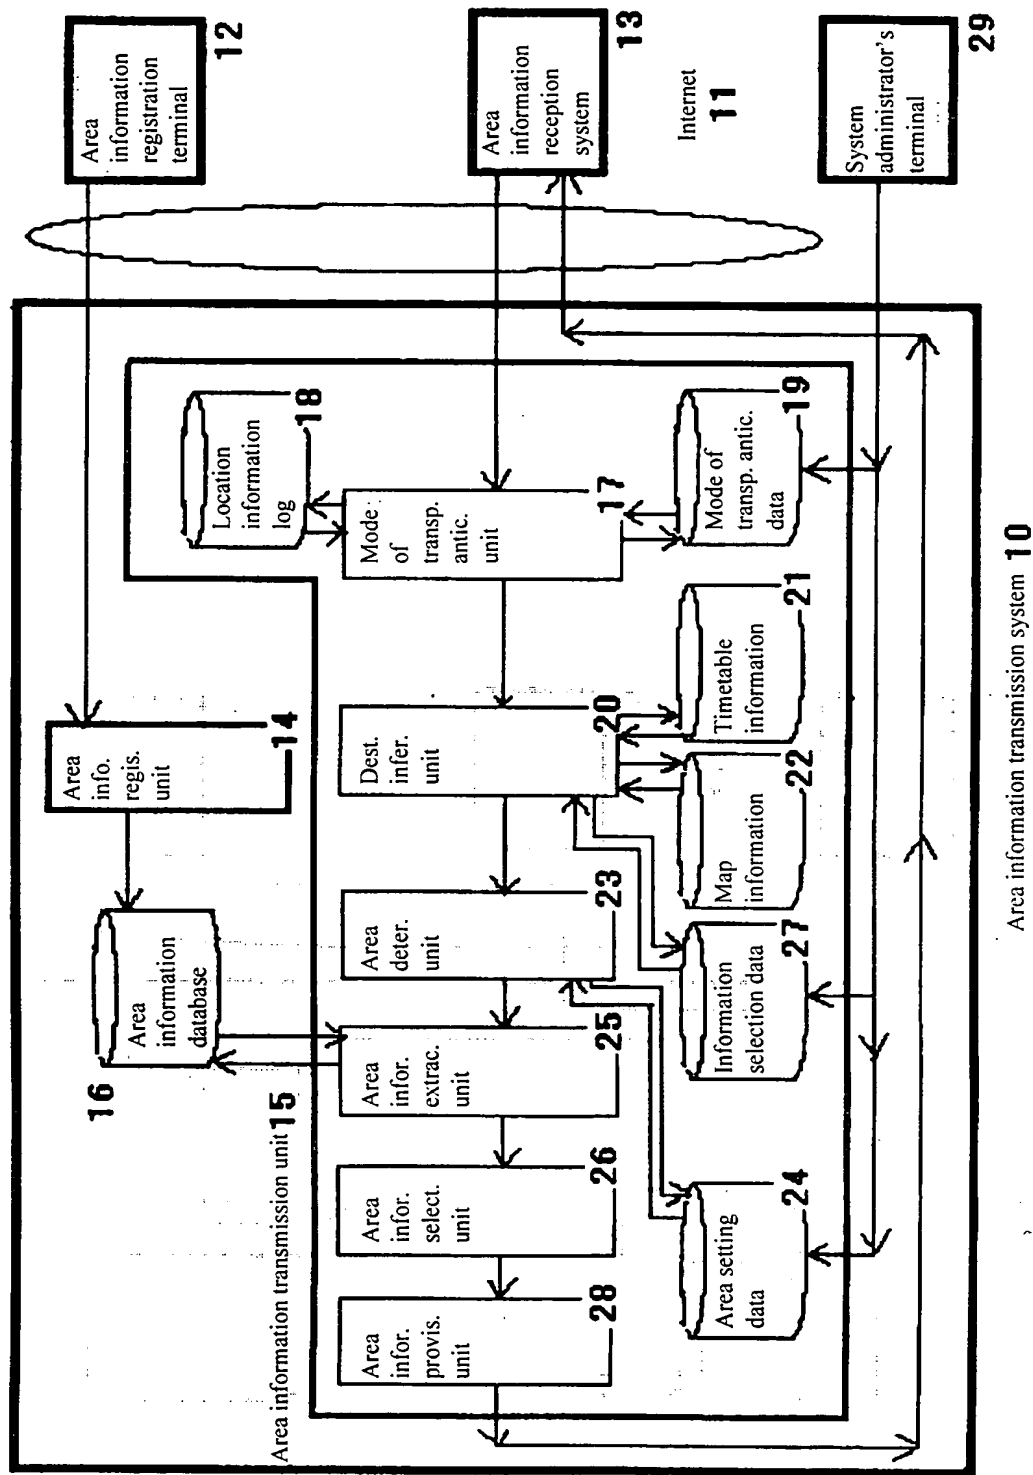 Area
information
registration
terminal
12
Area
information
reception
system
13
Internet
11
System
administrator's
terminal
29
Location
information
log
18
Mode
of
transp.
antic.
unit
17
Mode of
transp. antic.
data
19
Area
info.
regis.
unit
14
Dest.
infer.
unit
20
Timetable
information
21
Map
information
22
Area
information
database
16
Area
deter.
unit
23
Information
selection data
27
Area
infor.
extrac.
unit
25
Area information transmission unit 15
Area
infor.
select.
unit
26
Area setting
data
24
Area
infor.
provis.
unit
28
Area information transmission system 10